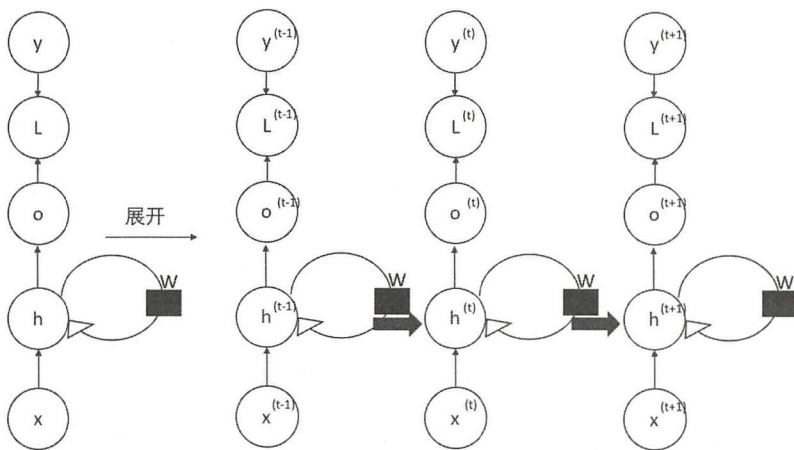 y y(t-1) y(t) y(t+1)
L L(t-1) L(t) L(t+1)
o o(t-1) o(t) o(t+1)
展开
W W W W
h h(t-1) h(t) h(t+1)
x x(t-1) x(t) x(t+1)